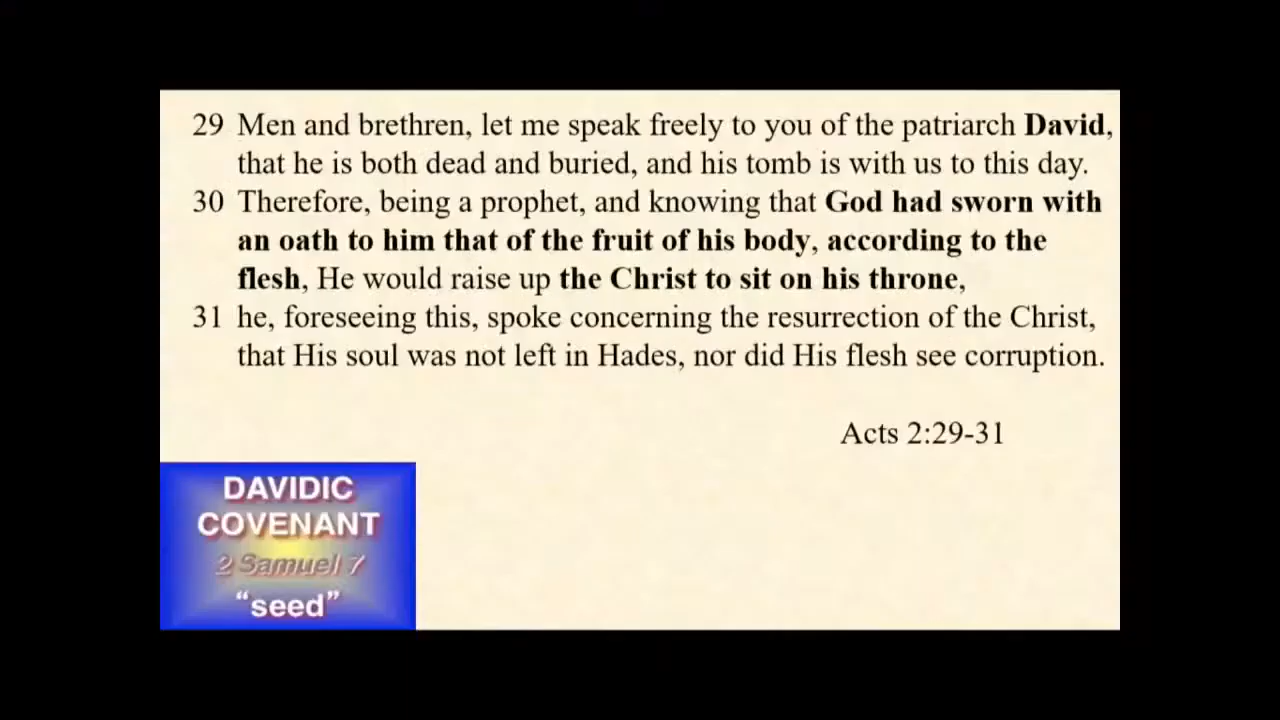 29 Men and brethren, let me speak freely to you of the patriarch David,
that he is both dead and buried, and his tomb is with us to this day.
30 Therefore, being a prophet, and knowing that God had sworn with
an oath to him that of the fruit of his body, according to the
flesh, He would raise up the Christ to sit on his throne,
31 he, foreseeing this, spoke concerning the resurrection of the Christ,
that His soul was not left in Hades, nor did His flesh see corruption.
Acts 2:29-31
DAVIDIC
COVENANT
2 Samuel 7
“seed”